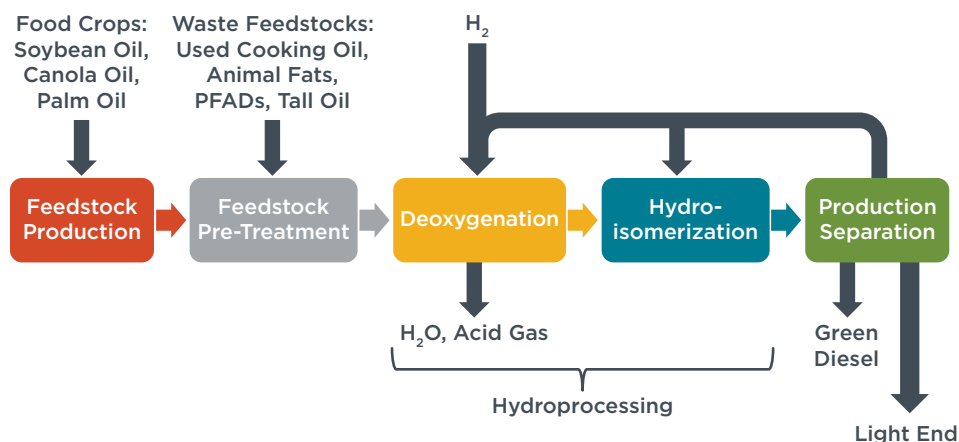 Food Crops:
Soybean Oil,
Canola Oil,
Palm Oil
Waste Feedstocks:
Used Cooking Oil,
Animal Fats,
PFADs, Tall Oil
H₂
Feedstock
Production
Feedstock
Pre-Treatment
Deoxygenation
Hydro-
isomerization
Production
Separation
H₂O, Acid Gas
Green
Diesel
Hydroprocessing
Light End